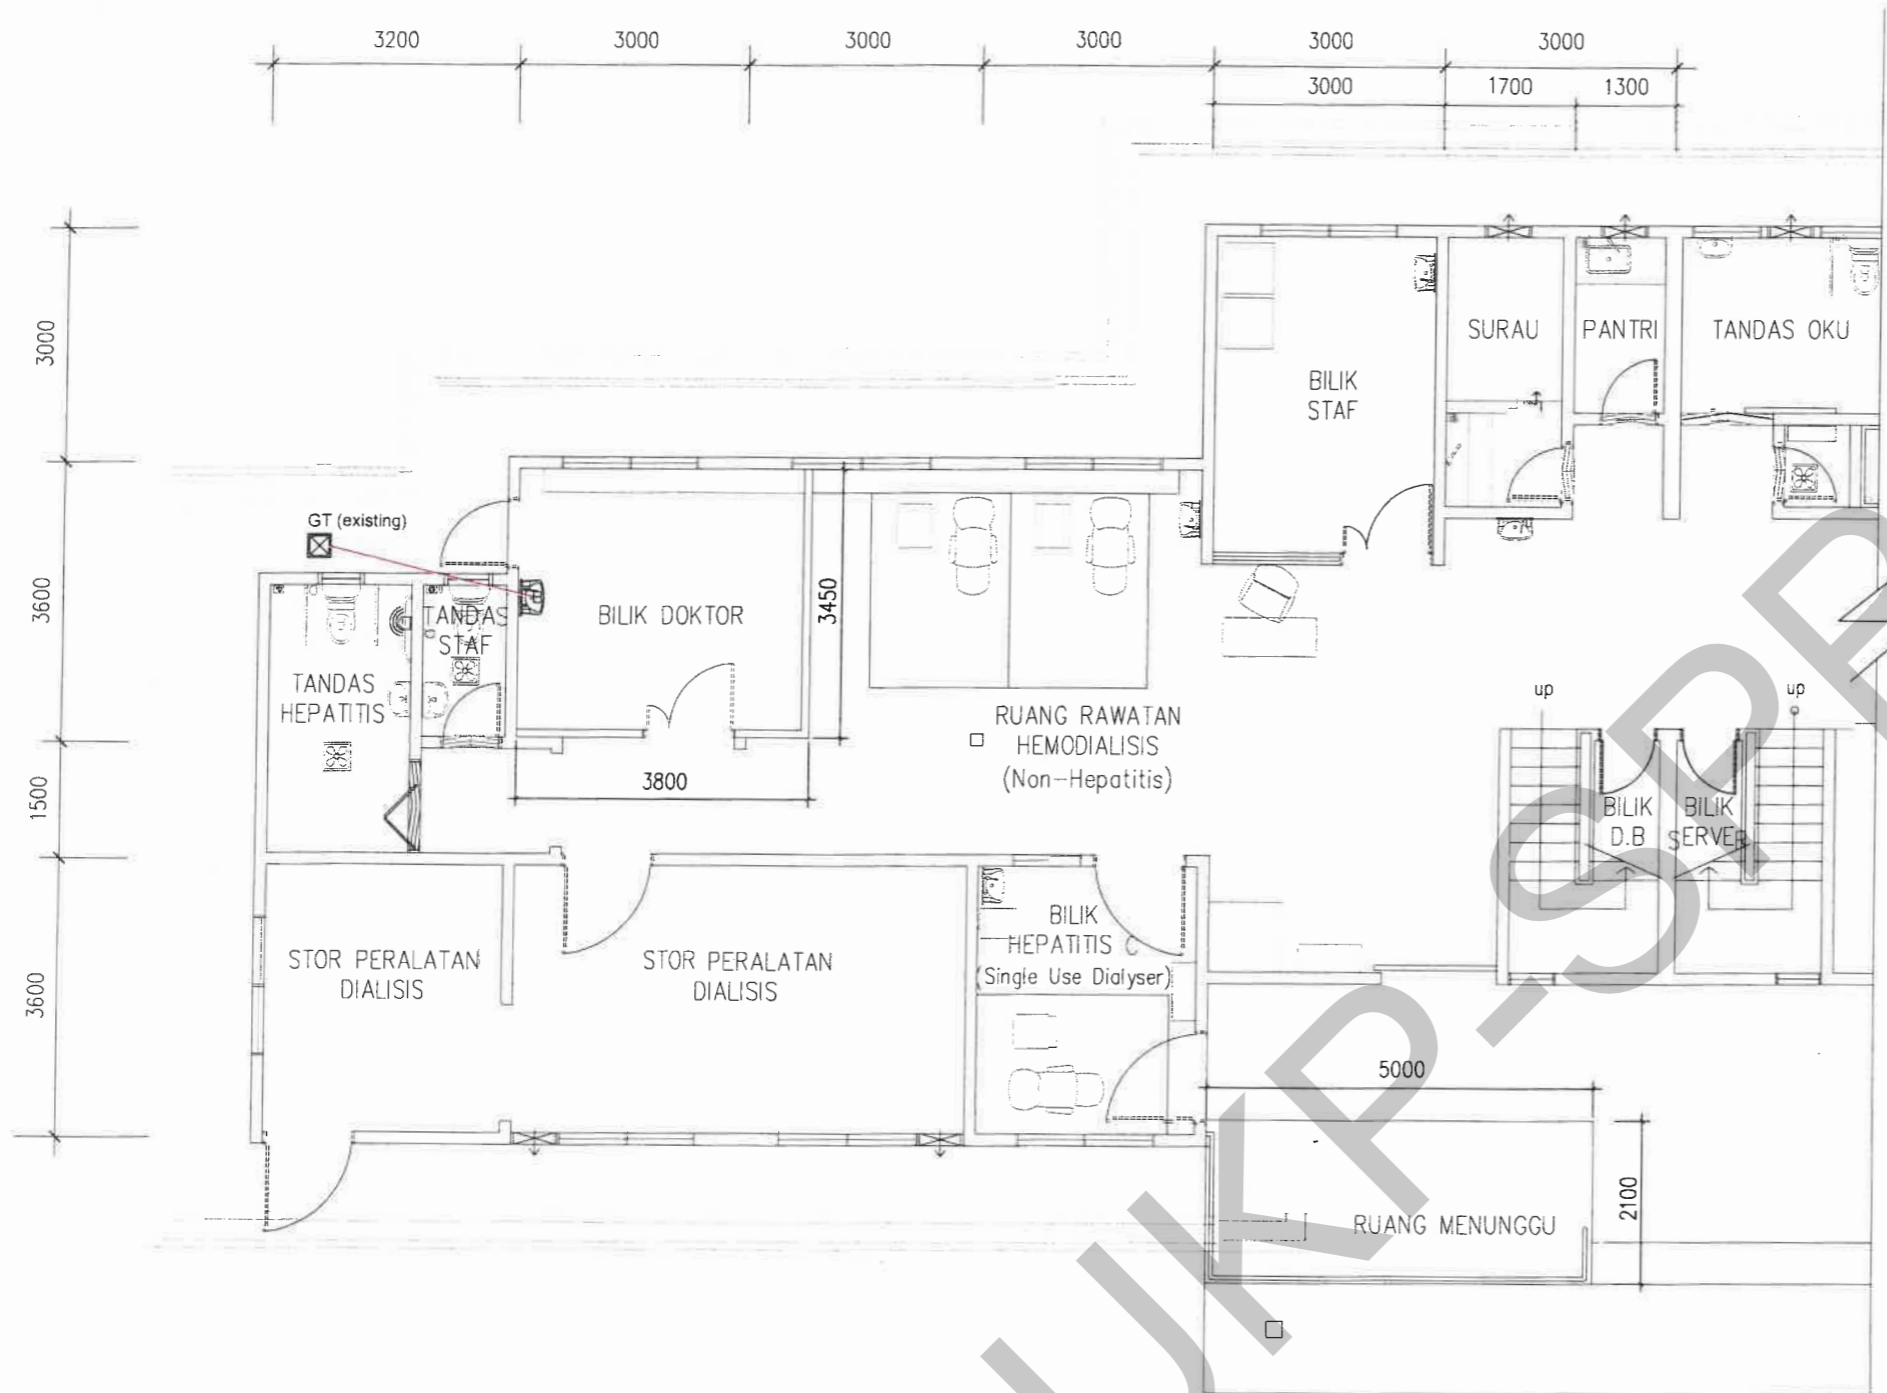 3200
3000
3000
3000
3000
3000
3000
1700
1300
3000
3600
1500
3600
SURAU
PANTRI
TANDAS OKU
BILIK
STAF
GT (existing)
TANDAS
STAF
BILIK DOKTOR
3450
TANDAS
HEPATITIS
3800
RUANG RAWATAN
HEMODIALISIS
(Non-Hepatitis)
up
up
BILIK
D.B
BILIK
SERVER
STOR PERALATAN
DIALISIS
STOR PERALATAN
DIALISIS
BILIK
HEPATITIS C
(Single Use Dialyser)
5000
2100
RUANG MENUNGGU